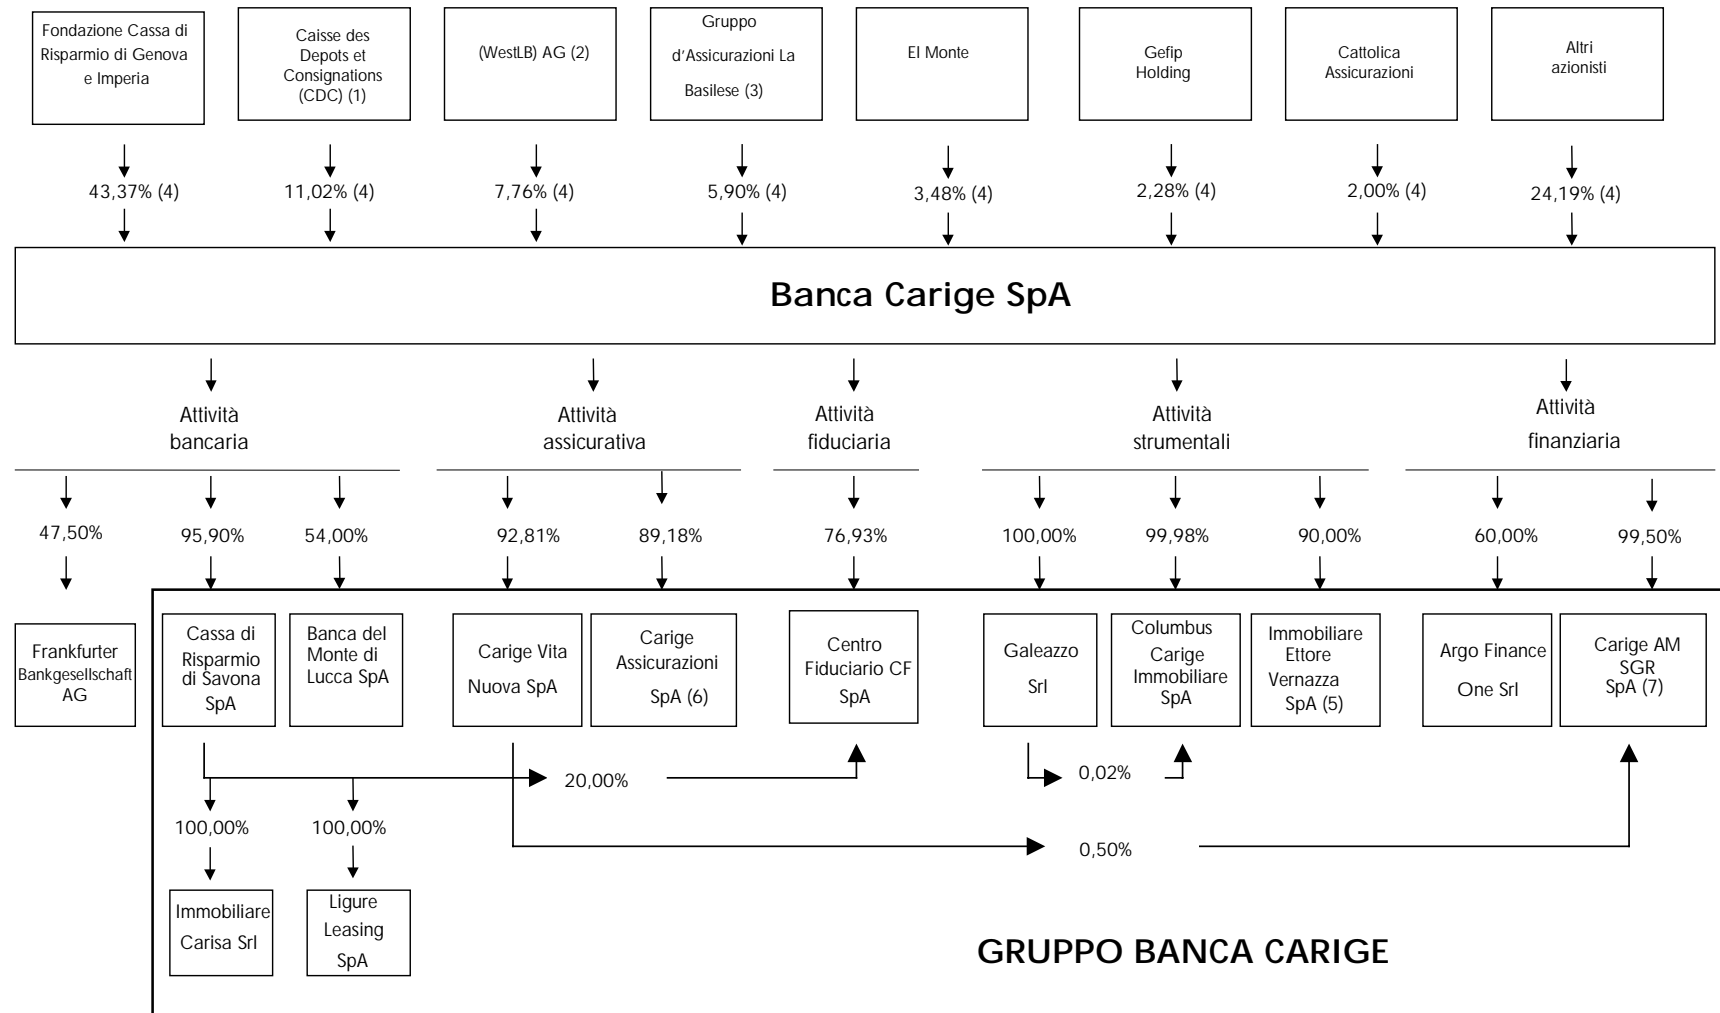 Fondazione Cassa di
Risparmio di Genova
e Imperia
Caisse des
Depots et
Consignations
(CDC) (1)
(WestLB) AG (2)
Gruppo
d'Assicurazioni La
Basilese (3)
El Monte
Gefip
Holding
Cattolica
Assicurazioni
Altri
azionisti
43,37% (4)
11,02% (4)
7,76% (4)
5,90% (4)
3,48% (4)
2,28% (4)
2,00% (4)
24,19% (4)
Banca Carige SpA
Attività
bancaria
Attività
assicurativa
Attività
fiduciaria
Attività
strumentali
Attività
finanziaria
47,50%
95,90%
54,00%
92,81%
89,18%
76,93%
100,00%
99,98%
90,00%
60,00%
99,50%
Frankfurter
Bankgesellschaft
AG
Cassa di
Risparmio
di Savona
SpA
Banca del
Monte di
Lucca SpA
Carige Vita
Nuova SpA
Carige
Assicurazioni
SpA (6)
Centro
Fiduciario CF
SpA
Galeazzo
Srl
Columbus
Carige
Immobiliare
SpA
Immobiliare
Ettore
Vernazza
SpA (5)
Argo Finance
One Srl
Carige AM
SGR
SpA (7)
20,00%
0,02%
100,00%
100,00%
0,50%
Immobiliare
Carisa Srl
Ligure
Leasing
SpA
GRUPPO BANCA CARIGE